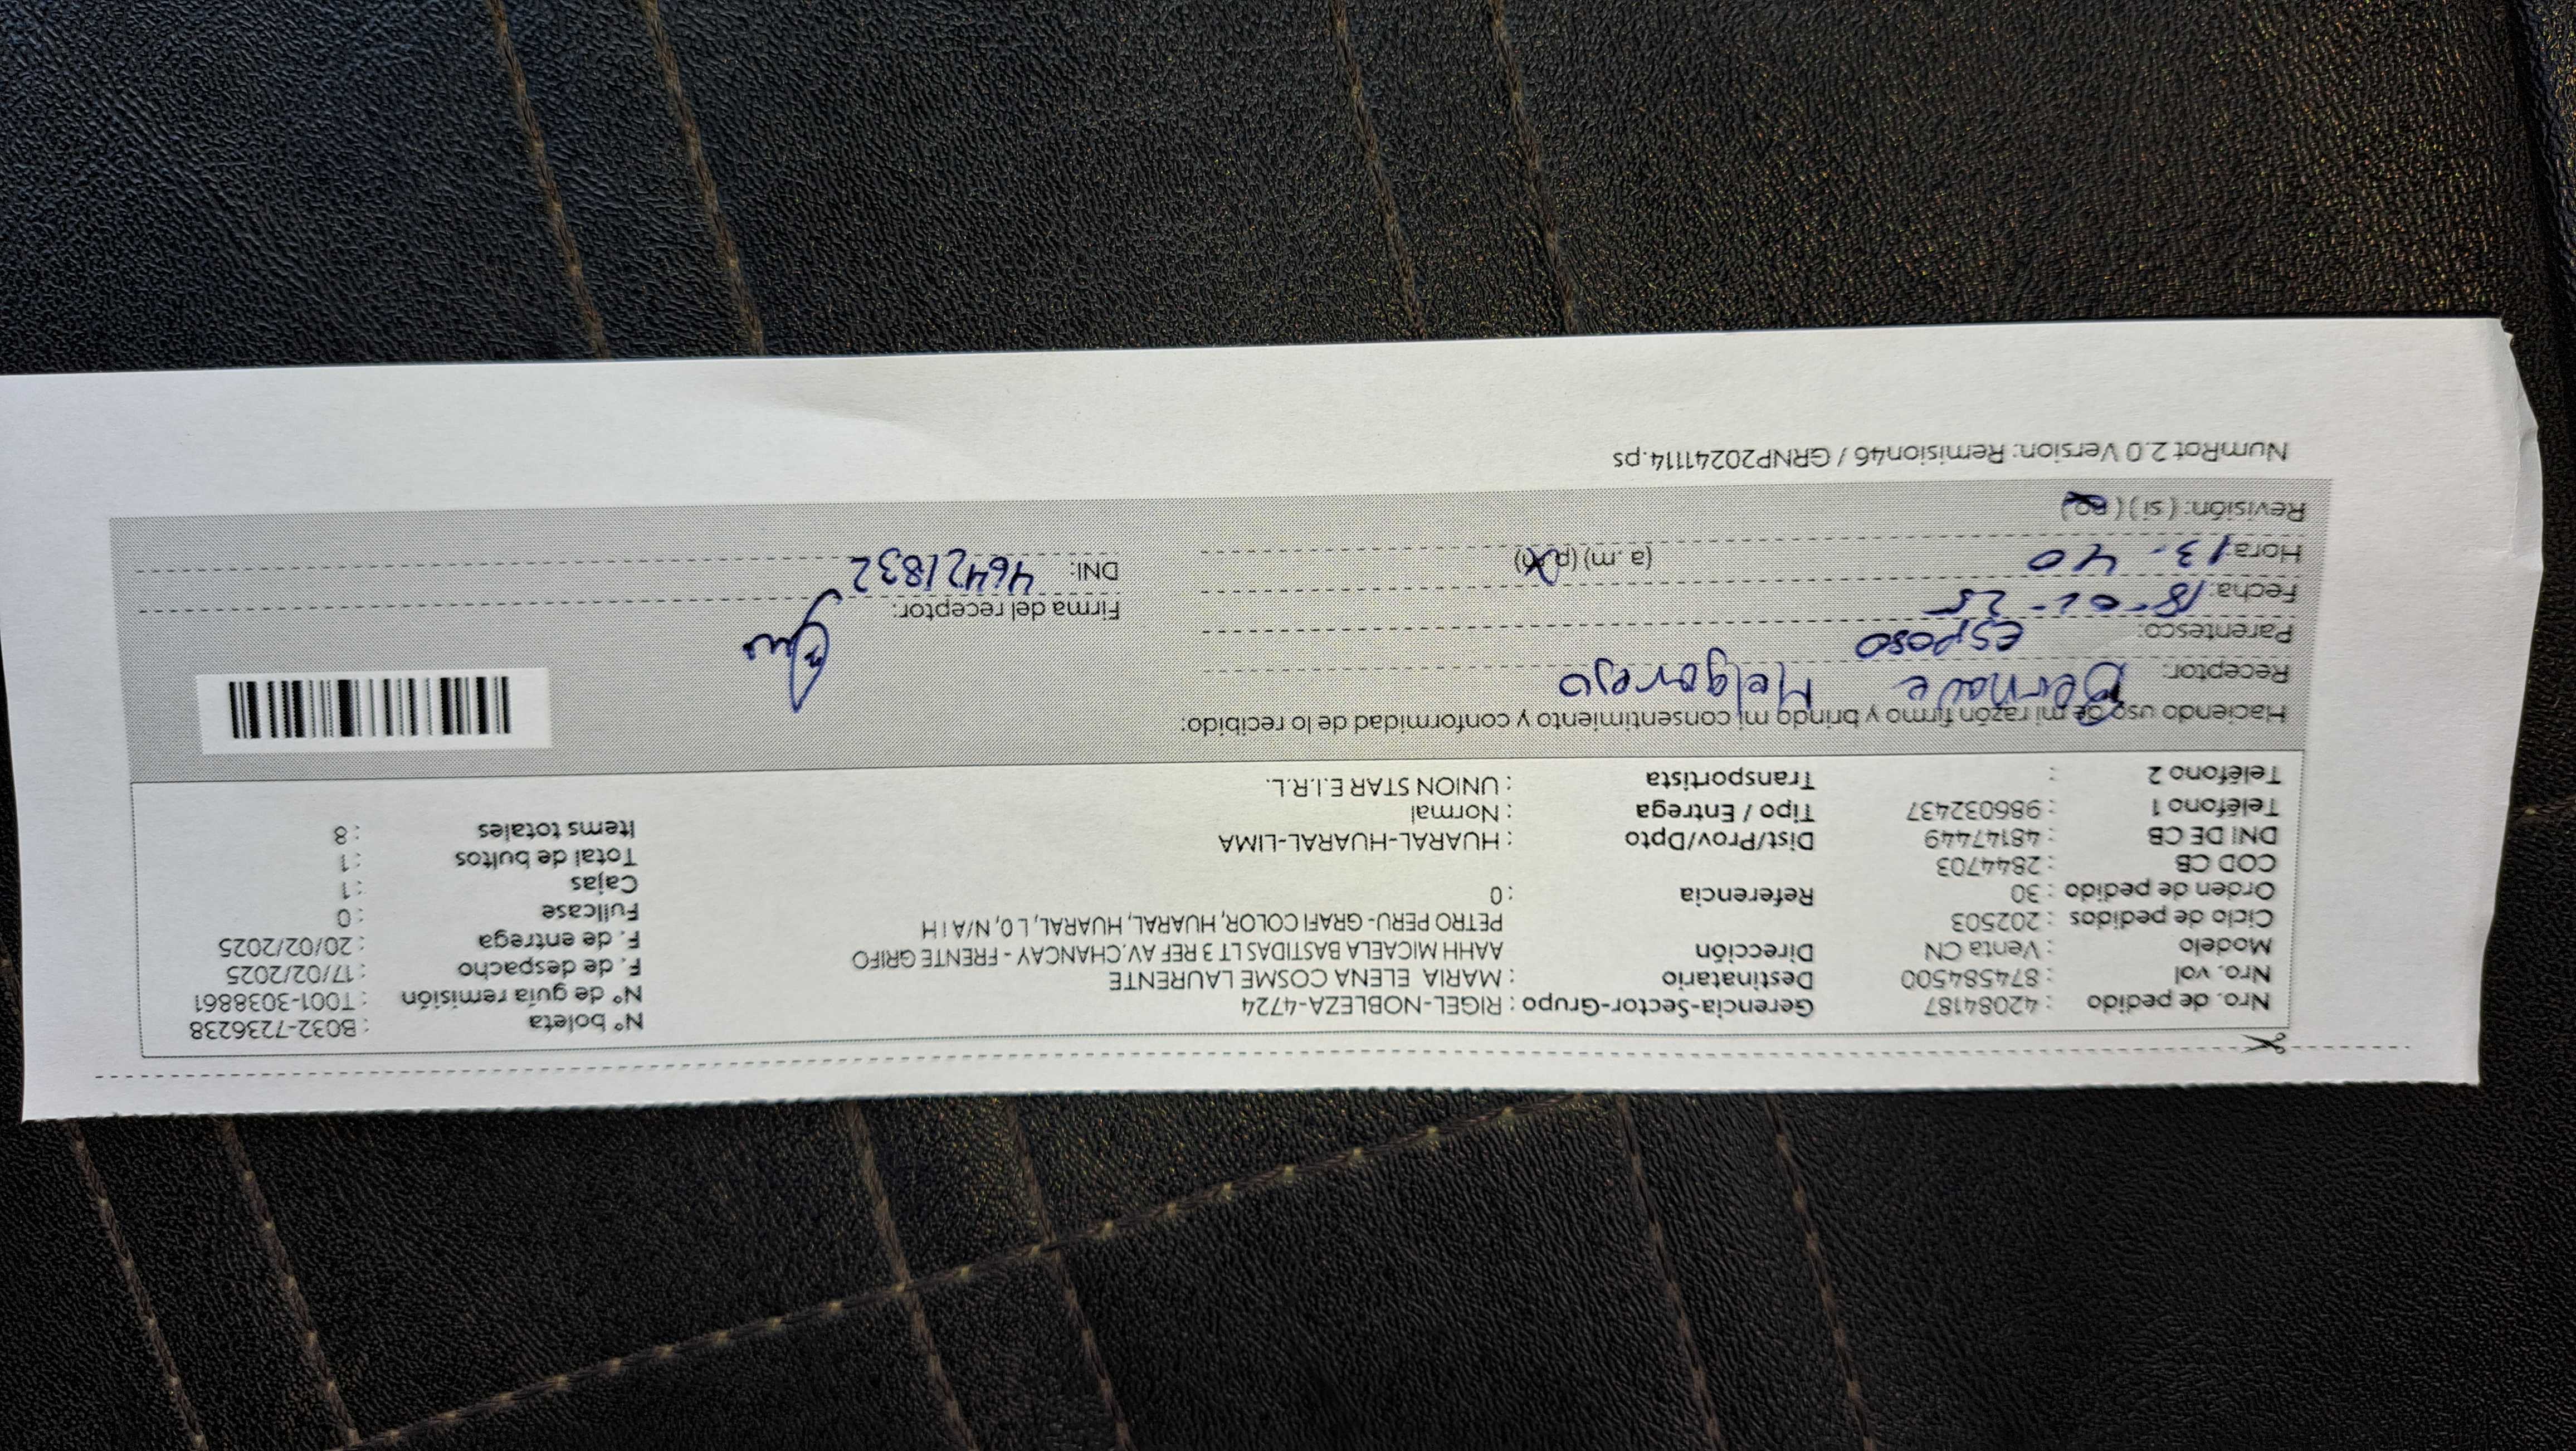 Nro. de pedido : 42084187 Gerencia-Sector-Grupo : RIGEL-NOBLEZA-4724 N° boleta : B032-7236238
Nro. vol : 874584500 Destinatario : MARIA ELENA COSME LAURENTE N° de guía remisión : T001-3038861
Modelo : Venta CN Dirección AAHH MICAELA BASTIDAS LT 3 REF AV.CHANCAY - FRENTE GRIFO F. de despacho : 17/02/2025
Ciclo de pedidos : 202503 PETRO PERU- GRAFI COLOR, HUARAL, HUARAL, L 0, N/A I H F. de entrega : 20/02/2025
Orden de pedido : 30 Referencia : 0 Fullcase : 0
COD CB : 2844703 Cajas : 1
DNI DE CB : 48147449 Dist/Prov/Dpto : HUARAL-HUARAL-LIMA Total de bultos : 1
Teléfono 1 : 986032437 Tipo / Entrega : Normal Items totales : 8
Teléfono 2 : Transportista : UNION STAR E.I.R.L.
Haciendo uso de mi razón firmo y brindo mi consentimiento y conformidad de lo recibido:
Receptor: Melgarejo
Parentesco: esposo
Fecha: 18-02-25 Firma del receptor:
Hora: 13.40 (a.m) (p.m) DNI: 46421832
Revisión: (si) (no)
NumRot 2.0 Version: Remision46 / GRNP20241114.ps